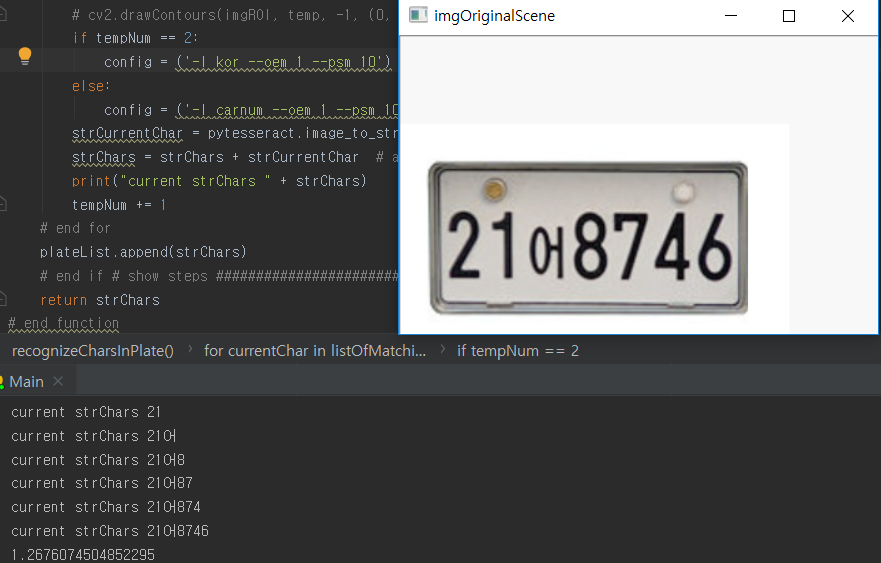 # cv2.drawContours(imgROI, temp, -1, (0,
if tempNum == 2:
config = ('-l kor --oem 1 --psm 10')
else:
config = ('-l carnum --oem 1 --psm 10
strCurrentChar = pytesseract.image_to_str
strChars = strChars + strCurrentChar # a
print("current strChars " + strChars)
tempNum += 1
# end for
plateList.append(strChars)
# end if # show steps #######################
return strChars
# end function
imgOriginalScene
21어8746
recognizeCharsInPlate() › for currentChar in listOfMatchi... › if tempNum == 2
Main
current strChars 21
current strChars 21어
current strChars 21어8
current strChars 21어87
current strChars 21어874
current strChars 21어8746
1.2676074504852295